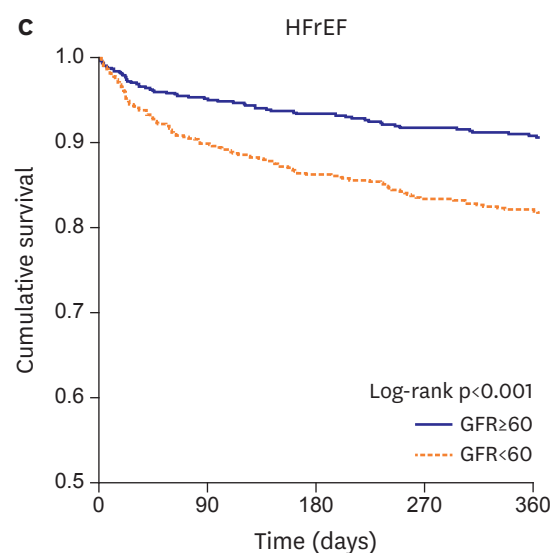 C
HFrEF
Cumulative survival
1.0
0.9
0.8
0.7
0.6
0.5
Log-rank p<0.001
GFR≥60
GFR<60
0 90 180 270 360
Time (days)